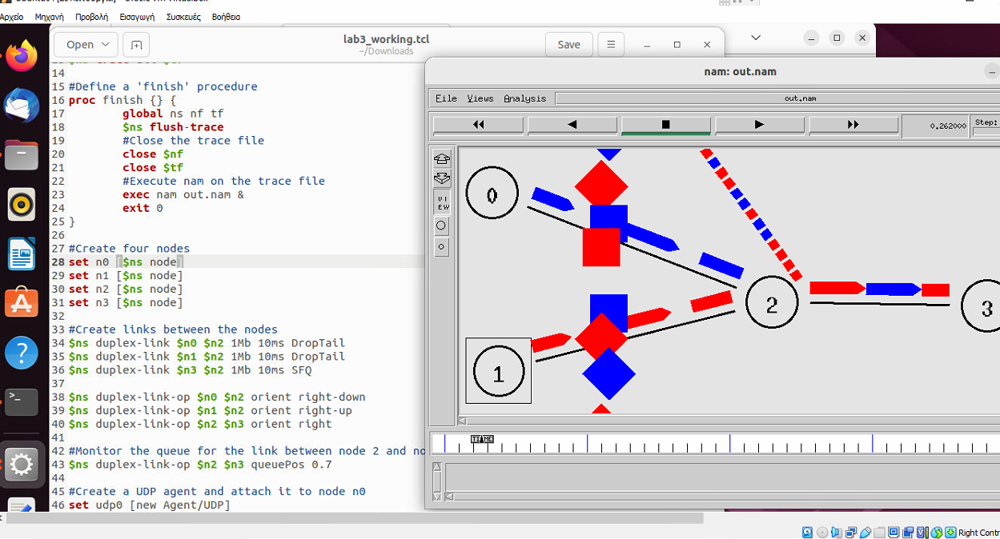 Αρχείο Μηχανή Προβολή Εισαγωγή Συσκευές Βοήθεια
Open
lab3_working.tcl
~/Downloads
Save
14
15 #Define a 'finish' procedure
16 proc finish {} {
17 global ns nf tf
18 $ns flush-trace
19 #Close the trace file
20 close $nf
21 close $tf
22 #Execute nam on the trace file
23 exec nam out.nam &
24 exit 0
25 }
26
27 #Create four nodes
28 set n0 [$ns node]
29 set n1 [$ns node]
30 set n2 [$ns node]
31 set n3 [$ns node]
32
33 #Create links between the nodes
34 $ns duplex-link $n0 $n2 1Mb 10ms DropTail
35 $ns duplex-link $n1 $n2 1Mb 10ms DropTail
36 $ns duplex-link $n3 $n2 1Mb 10ms SFQ
37
38 $ns duplex-link-op $n0 $n2 orient right-down
39 $ns duplex-link-op $n1 $n2 orient right-up
40 $ns duplex-link-op $n2 $n3 orient right
41
42 #Monitor the queue for the link between node 2 and no
43 $ns duplex-link-op $n2 $n3 queuePos 0.7
44
45 #Create a UDP agent and attach it to node n0
46 set udp0 [new Agent/UDP]
nam: out.nam
File Views Analysis
out.nam
0.262000
Step:
VI
EW
0
1
2
3
TIME
Right Contr